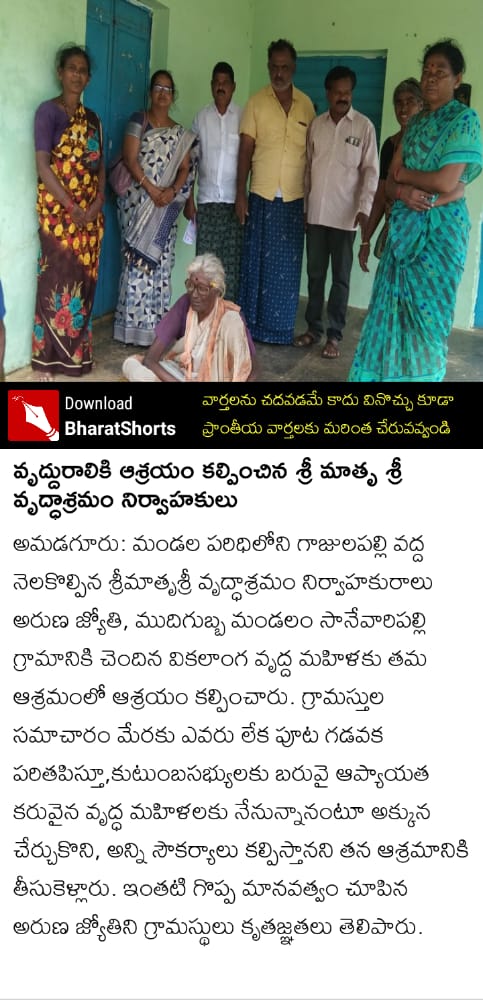 Download
BharatShorts
వార్తలను చదవడమే కాదు వినొచ్చు కూడా
ప్రాంతీయ వార్తలకు మరింత చేరువవ్వండి
వృద్దురాలికి ఆశ్రయం కల్పించిన శ్రీ మాతృ శ్రీ
వృద్ధాశ్రమం నిర్వాహకులు
అమడగూరు: మండల పరిధిలోని గాజులపల్లి వద్ద
నెలకొల్పిన శ్రీమాతృశ్రీ వృద్ధాశ్రమం నిర్వాహకురాలు
అరుణ జ్యోతి, ముదిగుబ్బ మండలం సానేవారిపల్లి
గ్రామానికి చెందిన వికలాంగ వృద్ద మహిళకు తమ
ఆశ్రమంలో ఆశ్రయం కల్పించారు. గ్రామస్తుల
సమాచారం మేరకు ఎవరు లేక పూట గడవక
పరితపిస్తూ,కుటుంబసభ్యులకు బరువై ఆప్యాయత
కరువైన వృద్ధ మహిళలకు నేనున్నానంటూ అక్కున
చేర్చుకొని, అన్ని సౌకర్యాలు కల్పిస్తానని తన ఆశ్రమానికి
తీసుకెళ్లారు. ఇంతటి గొప్ప మానవత్వం చూపిన
అరుణ జ్యోతిని గ్రామస్థులు కృతజ్ఞతలు తెలిపారు.